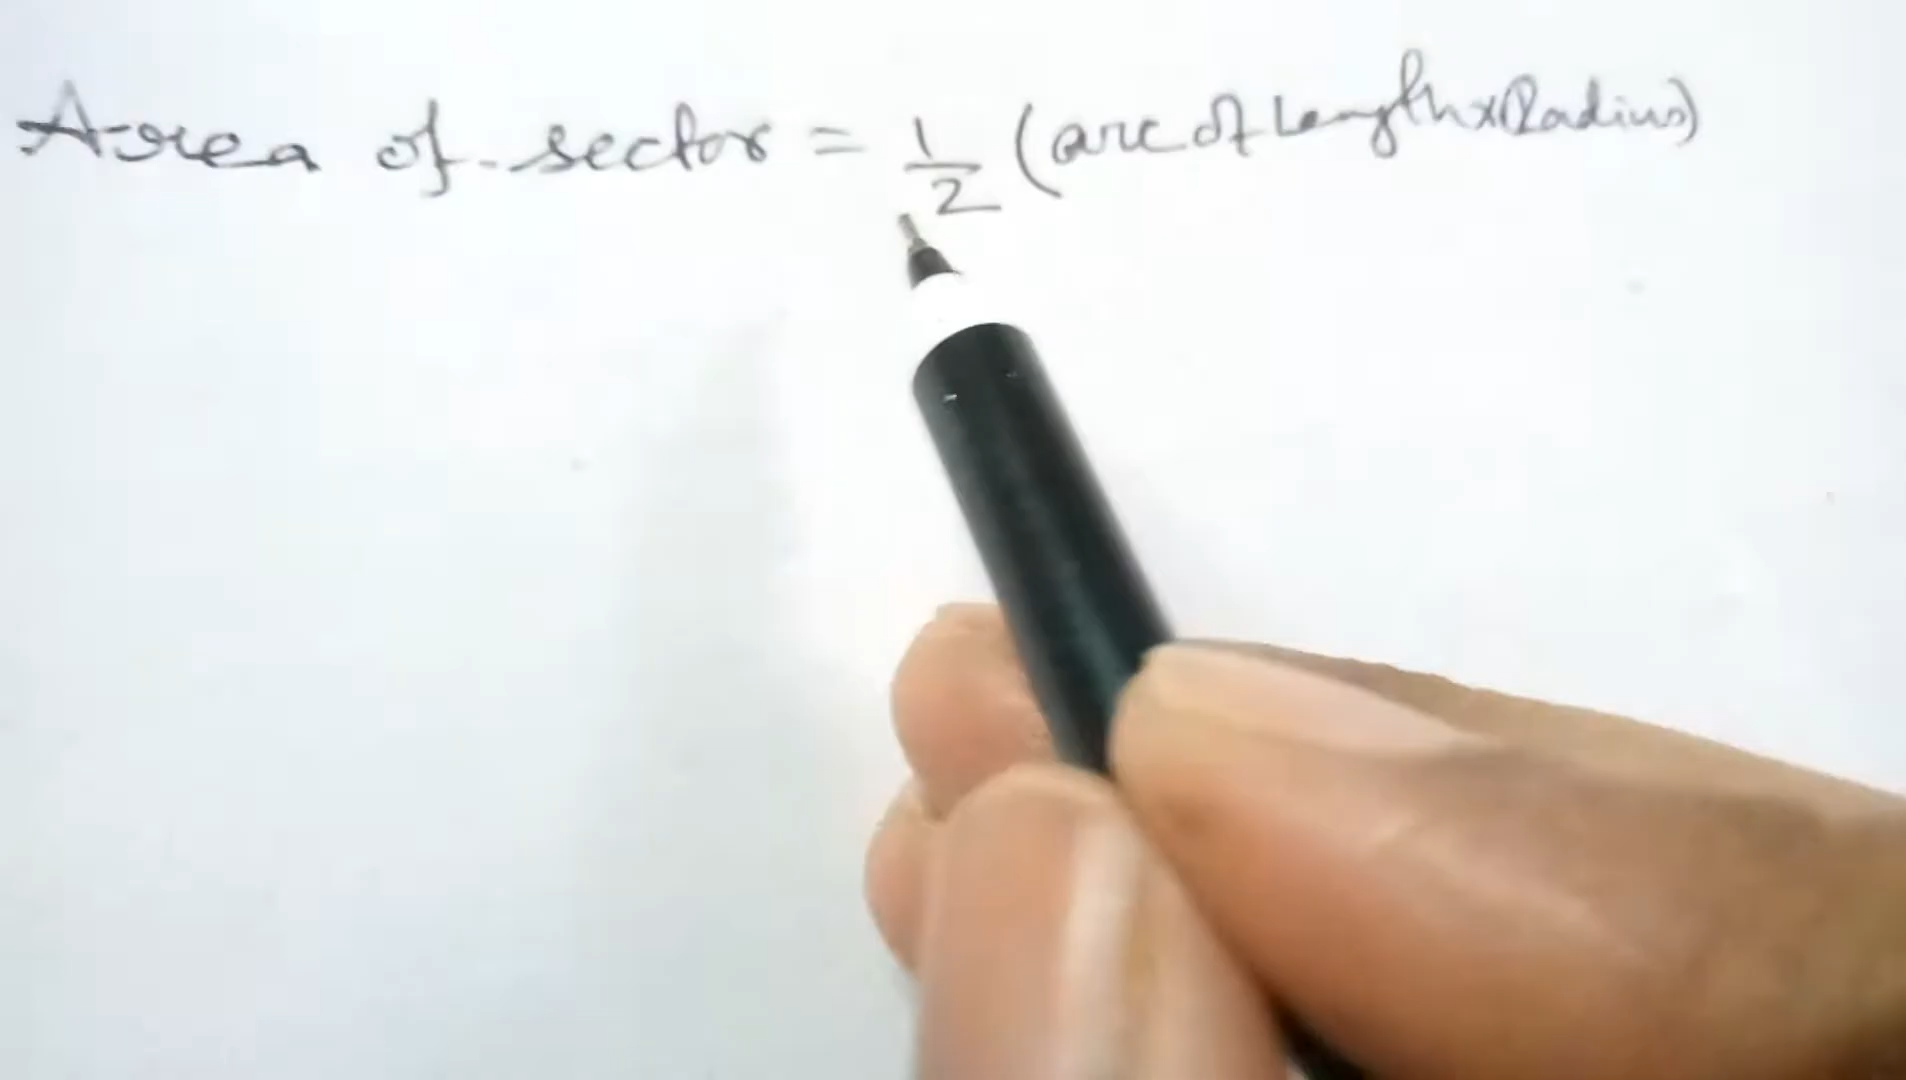 Area of sector = 1/2 (arc of Length x Radius)